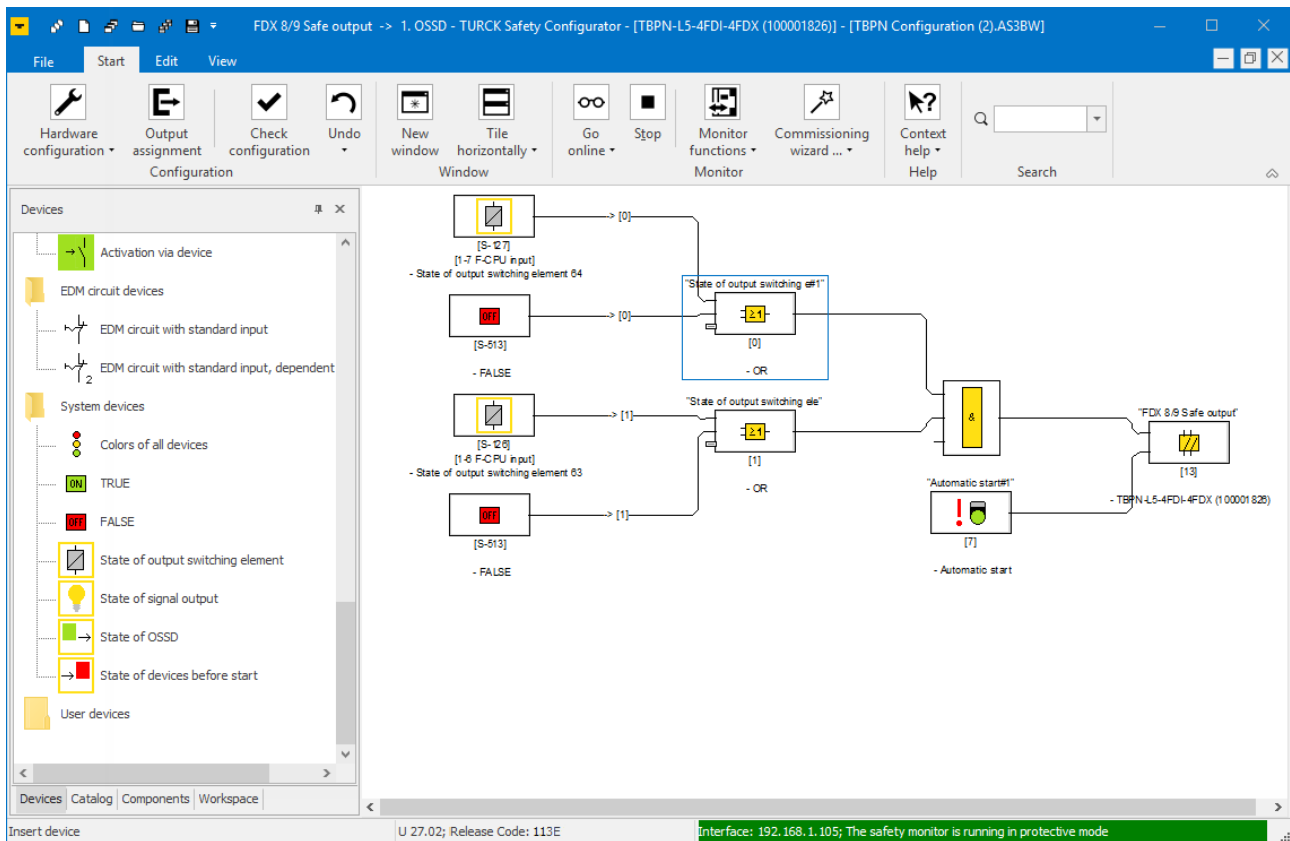 FDX 8/9 Safe output -> 1. OSSD - TURCK Safety Configurator - [TBPN-L5-4FDI-4FDX (100001826)] - [TBPN Configuration (2).AS3BW]
File Start Edit View
Hardware configuration
Output assignment
Check configuration
Undo
Configuration
New window
Tile horizontally
Window
Go online
Stop
Monitor functions
Commissioning wizard ...
Monitor
Context help
Help
Search
Devices
Activation via device
EDM circuit devices
EDM circuit with standard input
2
EDM circuit with standard input, dependent
System devices
Colors of all devices
ON
TRUE
OFF
FALSE
State of output switching element
State of signal output
State of OSSD
State of devices before start
User devices
Devices Catalog Components Workspace
[S-127]
[1-7 F-CPU input]
- State of output switching element 64
-> [0]
OFF
[S-513]
- FALSE
-> [0]
"State of output switching e#1"
≥1
[0]
- OR
[S-126]
[1-6 F-CPU input]
- State of output switching element 63
-> [1]
OFF
[S-513]
- FALSE
-> [1]
"State of output switching ele"
≥1
[1]
- OR
&
"Automatic start#1"
[7]
- Automatic start
"FDX 8/9 Safe output"
[13]
- TBPN-L5-4FDI-4FDX (100001826)
Insert device
U 27.02; Release Code: 113E
Interface: 192.168.1.105; The safety monitor is running in protective mode